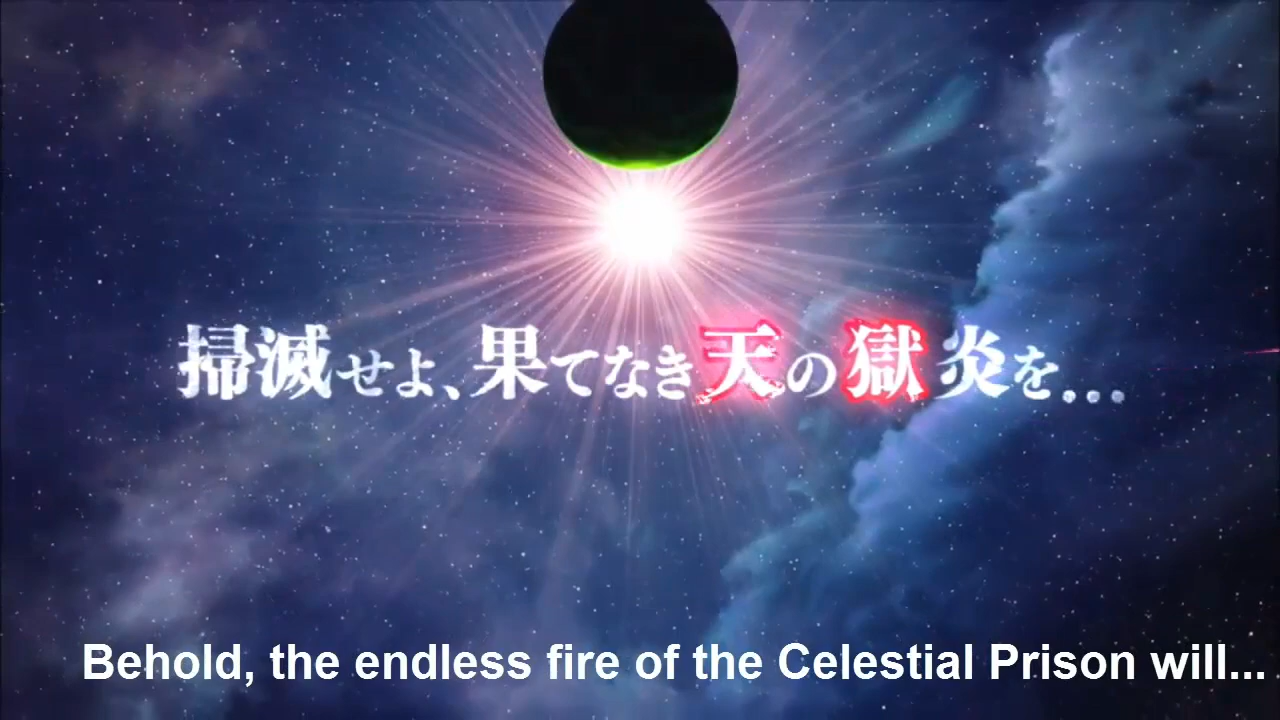 掃滅せよ、果てなき天の獄炎を...
Behold, the endless fire of the Celestial Prison will...